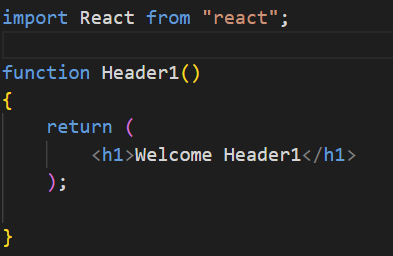 import React from "react";
function Header1()
{
return (
<h1>Welcome Header1</h1>
);
}